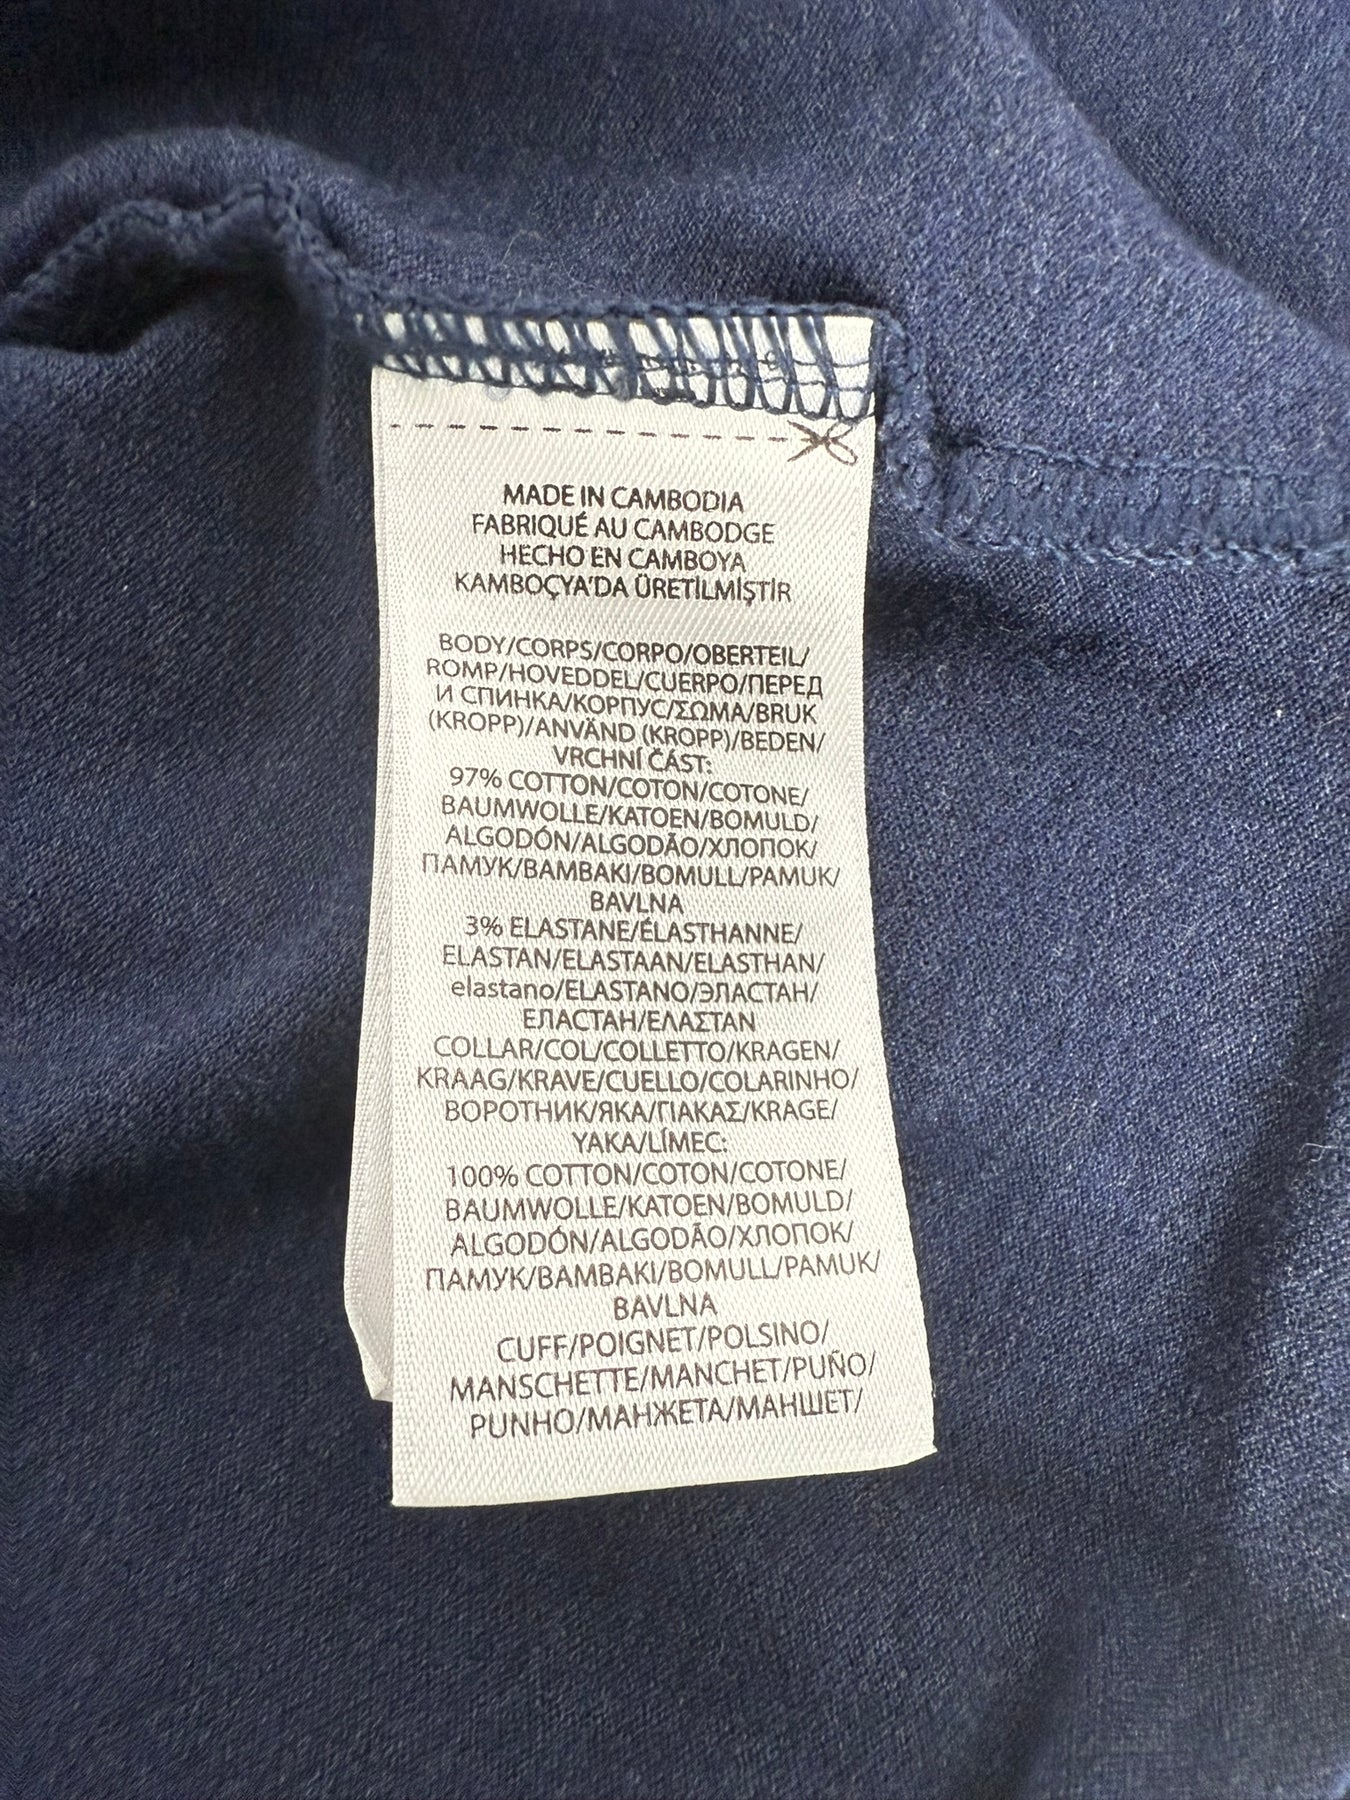 MADE IN CAMBODIA
FABRIQUÉ AU CAMBODGE
HECHO EN CAMBOYA
KAMBOÇYA'DA ÜRETİLMİŞTİR
BODY/CORPS/CORPO/OBERTEIL/
ROMP/HOVEDDEL/CUERPO/ПЕРЕД
И СПИНКА/КОРПУС/ΣΩΜΑ/BRUK
(KROPP)/ANVÄND (KROPP)/BEDEN/
VRCHNÍ ČÁST:
97% COTTON/COTON/COTONE/
BAUMWOLLE/KATOEN/BOMULD/
ALGODÓN/ALGODÃO/ХЛОПОК/
ПАМУК/BAMBAKI/BOMULL/PAMUK/
BAVLNA
3% ELASTANE/ÉLASTHANNE/
ELASTAN/ELASTAAN/ELASTHAN/
elastano/ELASTANO/ЭЛАСТАН/
ЕЛАСТАН/ΕΛΑΣΤΑΝ
COLLAR/COL/COLLETTO/KRAGEN/
KRAAG/KRAVE/CUELLO/COLARINHO/
ВОРОТНИК/ЯКА/ΓΙΑΚΑΣ/KRAGE/
YAKA/LÍMEC:
100% COTTON/COTON/COTONE/
BAUMWOLLE/KATOEN/BOMULD/
ALGODÓN/ALGODÃO/ХЛОПОК/
ПАМУК/BAMBAKI/BOMULL/PAMUK/
BAVLNA
CUFF/POIGNET/POLSINO/
MANSCHETTE/MANCHET/PUÑO/
PUNHO/МАНЖЕТА/МАНШЕТ/